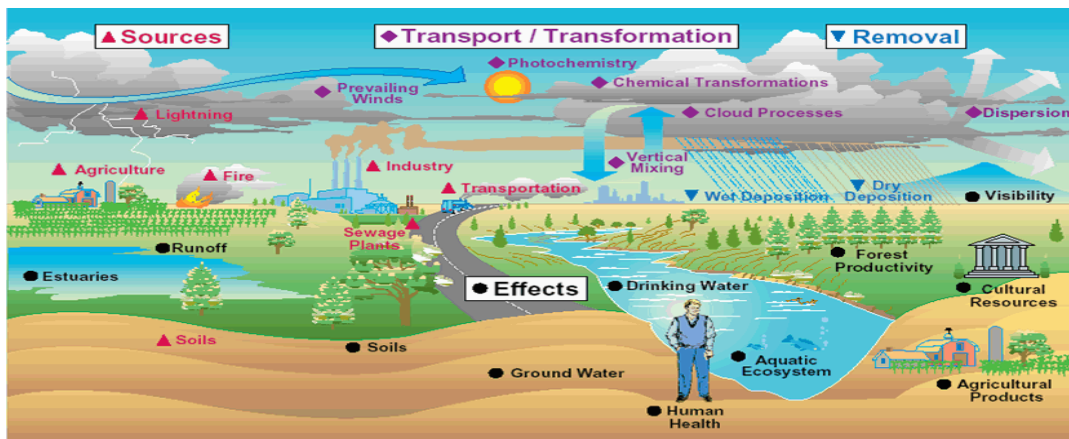 Sources
Transport / Transformation
Removal
Photochemistry
Prevailing
Winds
Chemical Transformations
Lightning
Cloud Processes
Dispersion
Agriculture
Fire
Industry
Transportation
Vertical
Mixing
Wet Deposition
Dry
Deposition
Visibility
Sewage
Plants
Runoff
Estuaries
Effects
Drinking Water
Forest
Productivity
Cultural
Resources
Soils
Soils
Ground Water
Aquatic
Ecosystem
Agricultural
Products
Human
Health